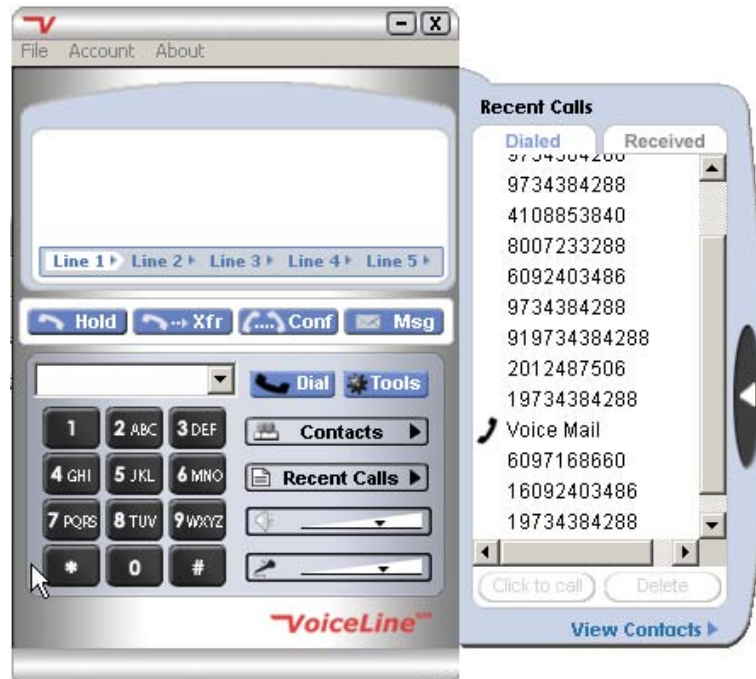 File Account About
Line 1 Line 2 Line 3 Line 4 Line 5
Hold Xfr Conf Msg
Dial Tools
1 2 ABC 3 DEF
Contacts
4 GHI 5 JKL 6 MNO
Recent Calls
7 PQRS 8 TUV 9 WXYZ
* 0 #
VoiceLine
Recent Calls
Dialed Received
9734384288
4108853840
8007233288
6092403486
9734384288
919734384288
2012487506
19734384288
Voice Mail
6097168660
16092403486
19734384288
Click to call Delete
View Contacts